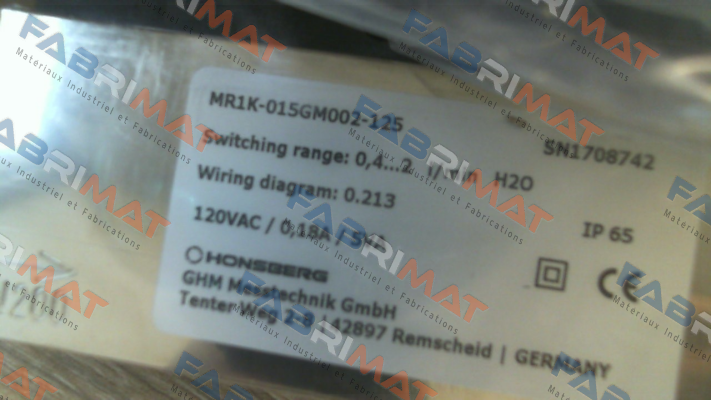 MR1K-015GM002-125
SN1708742
Switching range: 0,4...2 l/min H2O
Wiring diagram: 0.213
IP 65
120VAC / 0,18A /
CE
HONSBERG
GHM Messtechnik GmbH
Tenter Weg 2-8 | 42897 Remscheid | GERMANY
FABRIMAT
Materiaux Industriel et Fabrications